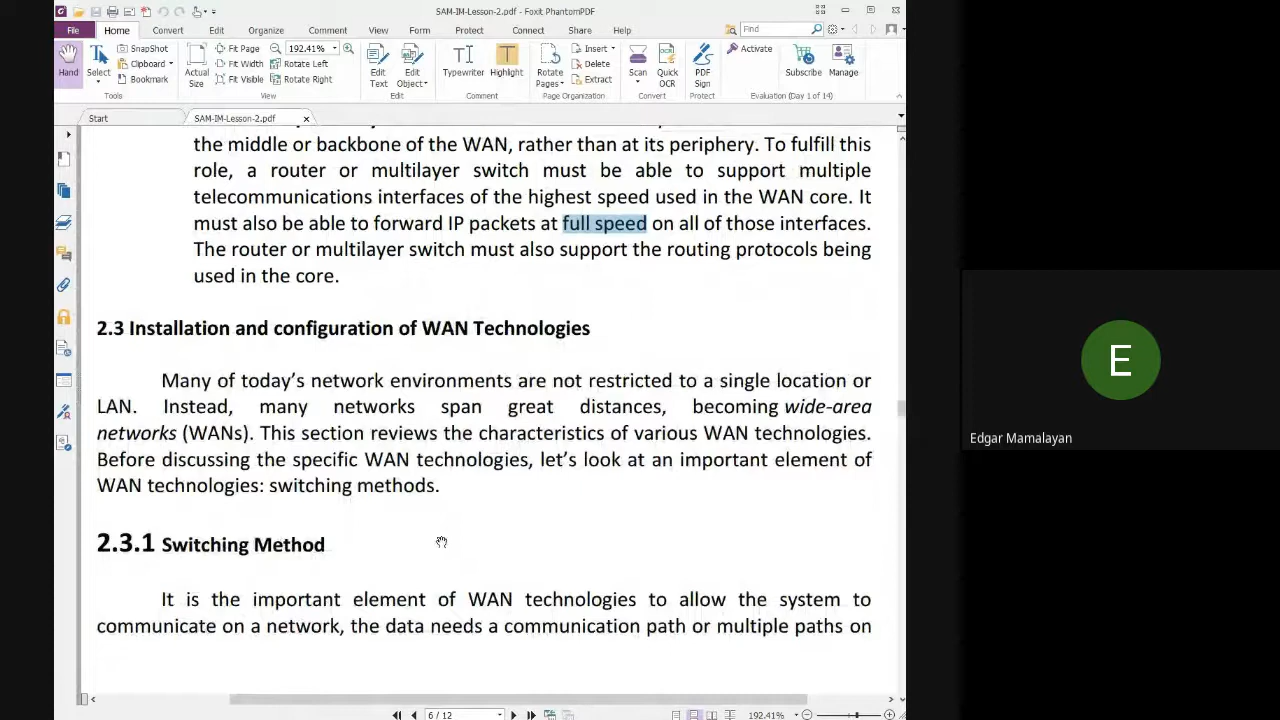 SAM-IM-Lesson-2.pdf - Foxit PhantomPDF
File Home Convert Edit Organize Comment View Form Protect Connect Share Help Find
Hand Select SnapShot Clipboard Bookmark Actual Size Fit Page Fit Width Fit Visible 192.41% Rotate Left Rotate Right Edit Text Edit Object Typewriter Highlight Rotate Pages Insert Delete Extract Scan Quick OCR PDF Sign Activate Subscribe Manage
Tools View Edit Comment Page Organization Convert Protect Evaluation (Day 1 of 14)
Start SAM-IM-Lesson-2.pdf
the middle or backbone of the WAN, rather than at its periphery. To fulfill this
role, a router or multilayer switch must be able to support multiple
telecommunications interfaces of the highest speed used in the WAN core. It
must also be able to forward IP packets at full speed on all of those interfaces.
The router or multilayer switch must also support the routing protocols being
used in the core.
2.3 Installation and configuration of WAN Technologies
Many of today's network environments are not restricted to a single location or
LAN. Instead, many networks span great distances, becoming wide-area
networks (WANs). This section reviews the characteristics of various WAN technologies.
Before discussing the specific WAN technologies, let's look at an important element of
WAN technologies: switching methods.
2.3.1 Switching Method
It is the important element of WAN technologies to allow the system to
communicate on a network, the data needs a communication path or multiple paths on
6 / 12 192.41%
E
Edgar Mamalayan